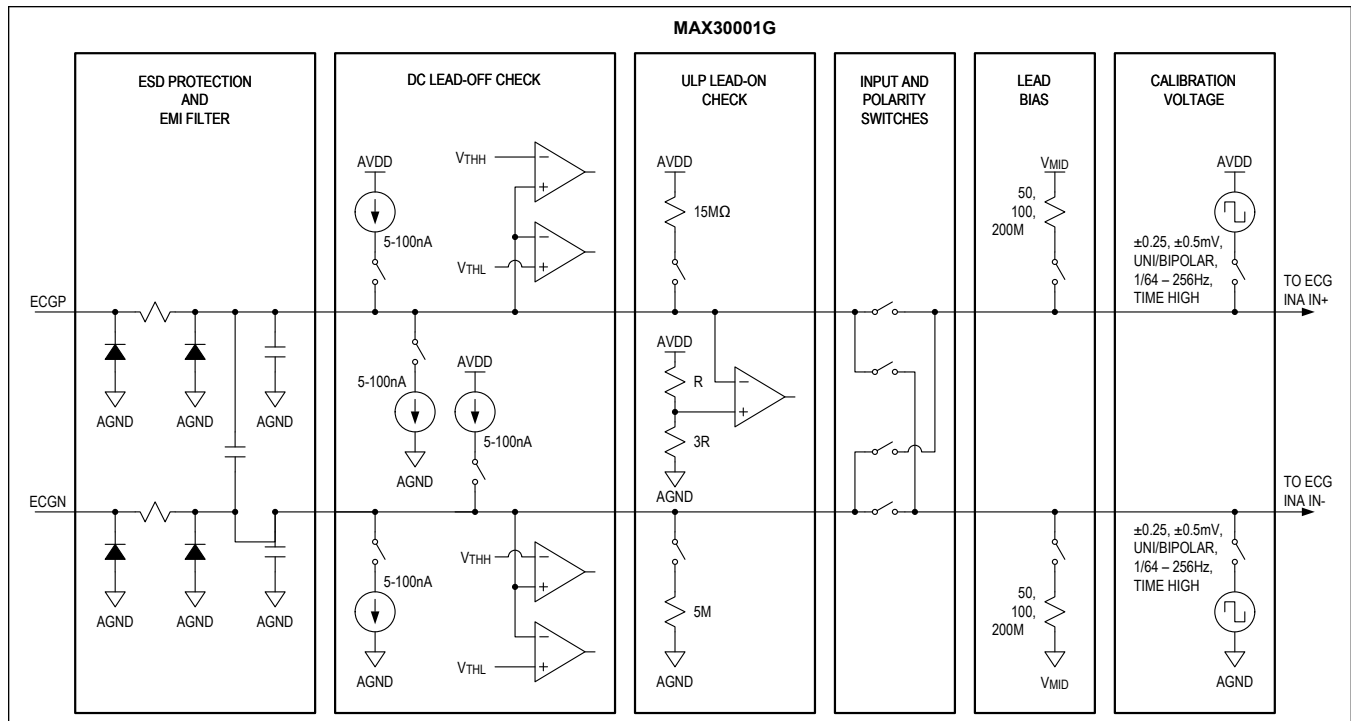 MAX30001G
ESD PROTECTION
AND
EMI FILTER
DC LEAD-OFF CHECK
ULP LEAD-ON
CHECK
INPUT AND
POLARITY
SWITCHES
LEAD
BIAS
CALIBRATION
VOLTAGE
ECGP
AGND
AGND
AGND
ECGN
AGND
AGND
AGND
AVDD
5-100nA
VTHH
VTHL
5-100nA
AGND
AVDD
5-100nA
5-100nA
AGND
VTHH
VTHL
AVDD
15MΩ
AVDD
R
3R
AGND
5M
AGND
VMID
50,
100,
200M
50,
100,
200M
VMID
AVDD
±0.25, ±0.5mV,
UNI/BIPOLAR,
1/64 – 256Hz,
TIME HIGH
TO ECG
INA IN+
TO ECG
INA IN-
±0.25, ±0.5mV,
UNI/BIPOLAR,
1/64 – 256Hz,
TIME HIGH
AGND